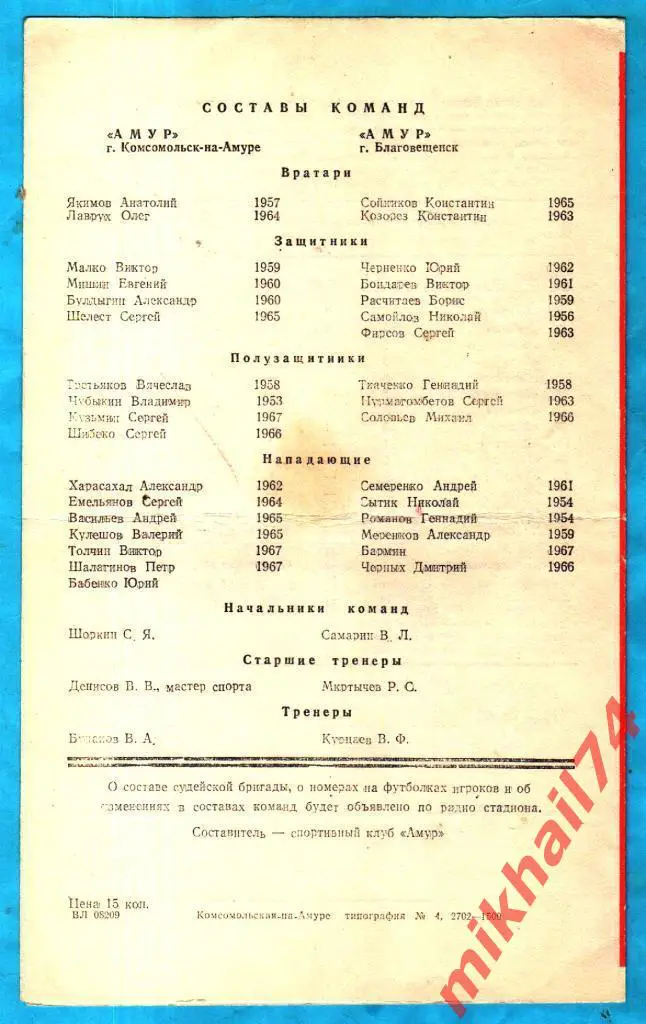 СОСТАВЫ КОМАНД
«АМУР» «АМУР»
г. Комсомольск-на-Амуре г. Благовещенск
Вратари
Якимов Анатолий 1957 Сойников Константин 1965
Лаврух Олег 1964 Козорез Константин 1963
Защитники
Малко Виктор 1959 Черненко Юрий 1962
Мишин Евгений 1960 Бондарев Виктор 1961
Булдыгин Александр 1960 Расчитаев Борис 1959
Шелест Сергей 1965 Самойлов Николай 1956
Фирсов Сергей 1963
Полузащитники
Третьяков Вячеслав 1958 Ткаченко Геннадий 1958
Чубыкин Владимир 1953 Нурмагомбетов Сергей 1963
Кузьмин Сергей 1967 Соловьев Михаил 1966
Шибеко Сергей 1966
Нападающие
Харасахал Александр 1962 Семеренко Андрей 1961
Емельянов Сергей 1964 Сытик Николай 1954
Васильев Андрей 1965 Романов Геннадий 1954
Кулешов Валерий 1965 Меренков Александр 1959
Толчин Виктор 1967 Бармин 1967
Шалагинов Петр 1967 Черных Дмитрий 1966
Бабенко Юрий
Начальники команд
Шоркин С. Я. Самарин В. Л.
Старшие тренеры
Денисов В. В., мастер спорта Мкртычев Р. С.
Тренеры
В. А. Курцаев В. Ф.
О составе судейской бригады, о номерах на футболках игроков и об
изменениях в составах команд будет объявлено по радио стадиона.
Составитель — спортивный клуб «Амур»
Цена 15 коп.
ВЛ 08209 Комсомольская-на-Амуре типография № 4, 2702—1500
mikhail74